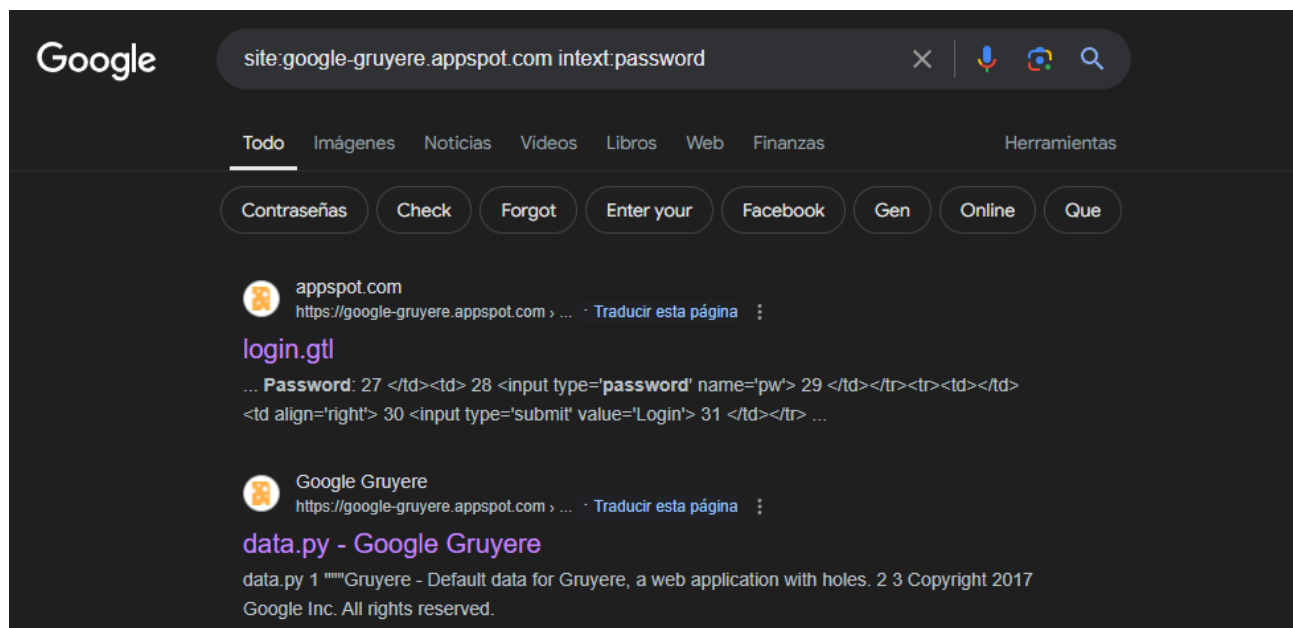 Google
site:google-gruyere.appspot.com intext:password
Todo Imágenes Noticias Vídeos Libros Web Finanzas Herramientas
Contraseñas Check Forgot Enter your Facebook Gen Online Que
appspot.com
https://google-gruyere.appspot.com › ... · Traducir esta página
login.gtl
... Password: 27 </td><td> 28 <input type='password' name='pw'> 29 </td></tr><tr><td></td>
<td align='right'> 30 <input type='submit' value='Login'> 31 </td></tr> ...
Google Gruyere
https://google-gruyere.appspot.com › ... · Traducir esta página
data.py - Google Gruyere
data.py 1 """Gruyere - Default data for Gruyere, a web application with holes. 2 3 Copyright 2017
Google Inc. All rights reserved.